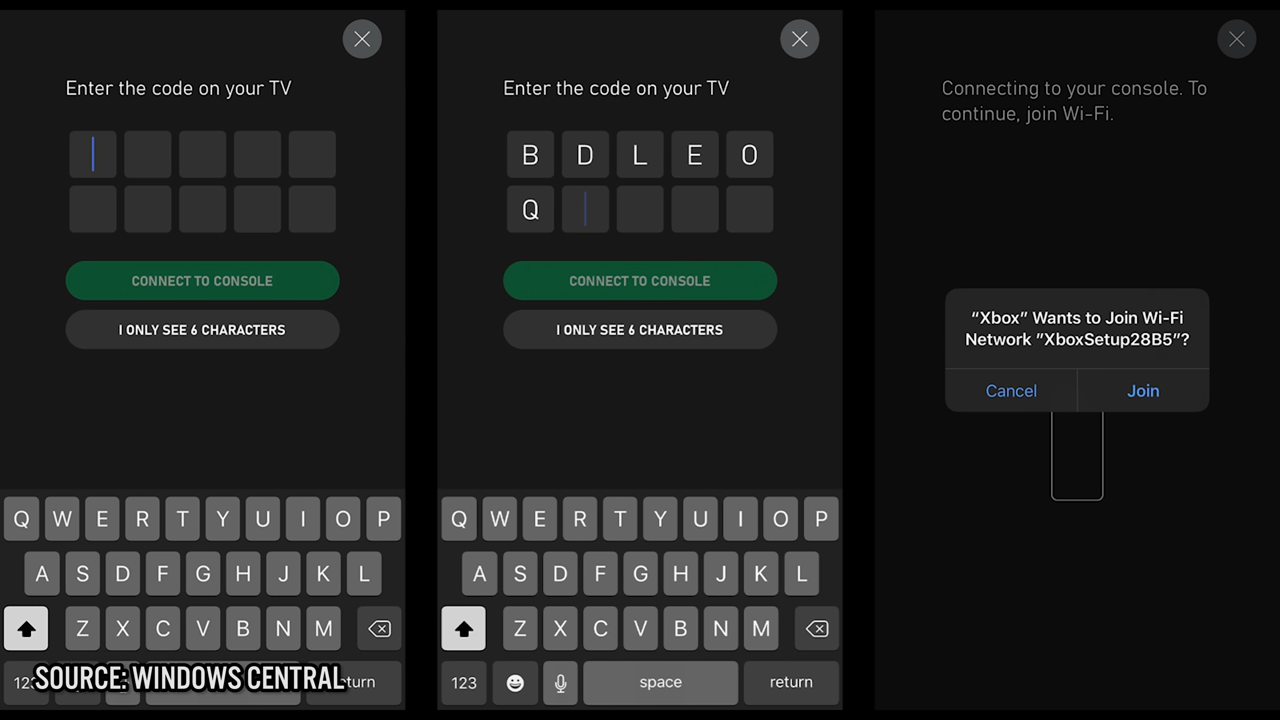 Enter the code on your TV
CONNECT TO CONSOLE
I ONLY SEE 6 CHARACTERS
Q W E R T Y U I O P
A S D F G H J K L
Z X C V B N M
SOURCE: WINDOWS CENTRAL
Enter the code on your TV
B D L E O
Q
CONNECT TO CONSOLE
I ONLY SEE 6 CHARACTERS
Q W E R T Y U I O P
A S D F G H J K L
Z X C V B N M
123 space return
Connecting to your console. To
continue, join Wi-Fi.
“Xbox” Wants to Join Wi-Fi
Network ”XboxSetup28B5”?
Cancel Join